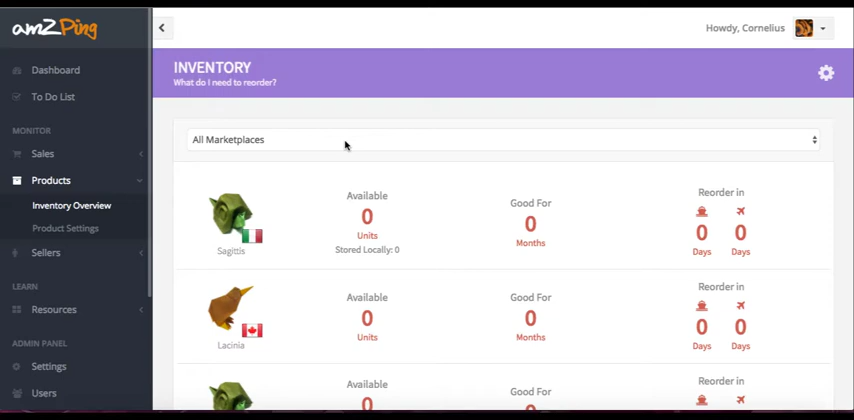 am2Ping
Howdy, Cornelius
Dashboard
To Do List
MONITOR
Sales
Products
Inventory Overview
Product Settings
Sellers
LEARN
Resources
ADMIN PANEL
Settings
Users
INVENTORY
What do I need to reorder?
All Marketplaces
Sagittis
Available
0
Units
Stored Locally: 0
Good For
0
Months
Reorder in
0 0
Days Days
Lacinia
Available
0
Units
Good For
0
Months
Reorder in
0 0
Days Days
Available
0
Good For
0
Reorder in